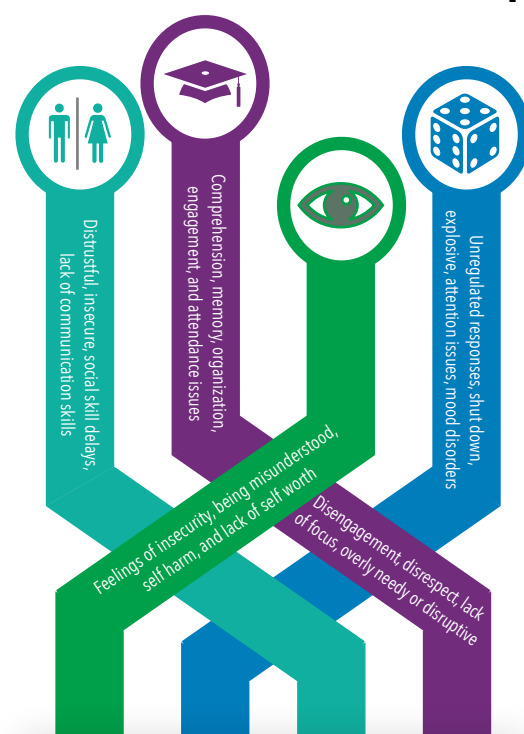 Distrustful, insecure, social skill delays,
lack of communication skills
Comprehension, memory, organization,
engagement, and attendance issues
Unregulated responses, shut down,
explosive, attention issues, mood disorders
Feelings of insecurity, being misunderstood,
self harm, and lack of self worth
Disengagement, disrespect, lack
of focus, overly needy or disruptive